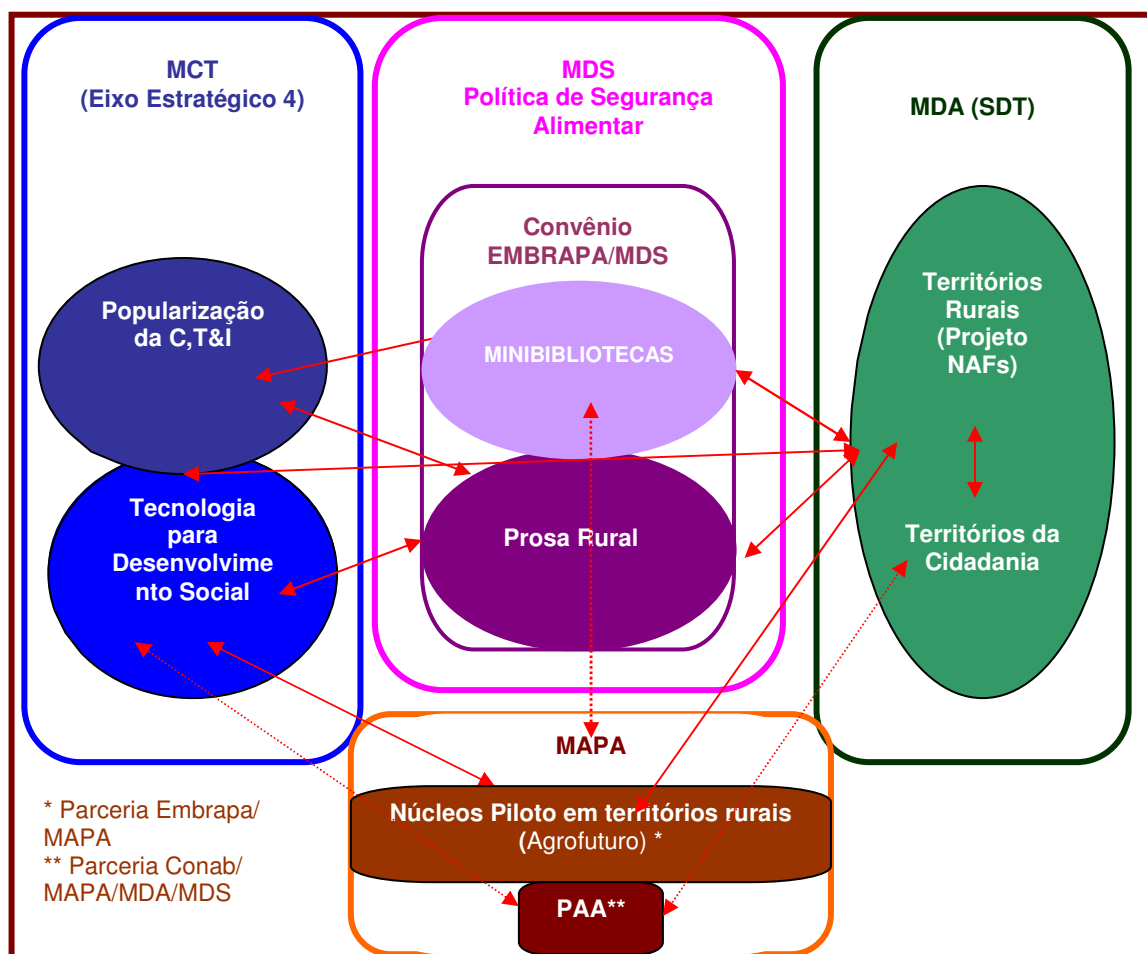 MCT
(Eixo Estratégico 4)
Popularização
da C,T&I
Tecnologia
para
Desenvolvime
nto Social
MDS
Política de Segurança
Alimentar
Convênio
EMBRAPA/MDS
MINIBIBLIOTECAS
Prosa Rural
MDA (SDT)
Territórios
Rurais
(Projeto
NAFs)
Territórios da
Cidadania
MAPA
Núcleos Piloto em territórios rurais
(Agrofuturo) *
PAA**
* Parceria Embrapa/
MAPA
** Parceria Conab/
MAPA/MDA/MDS